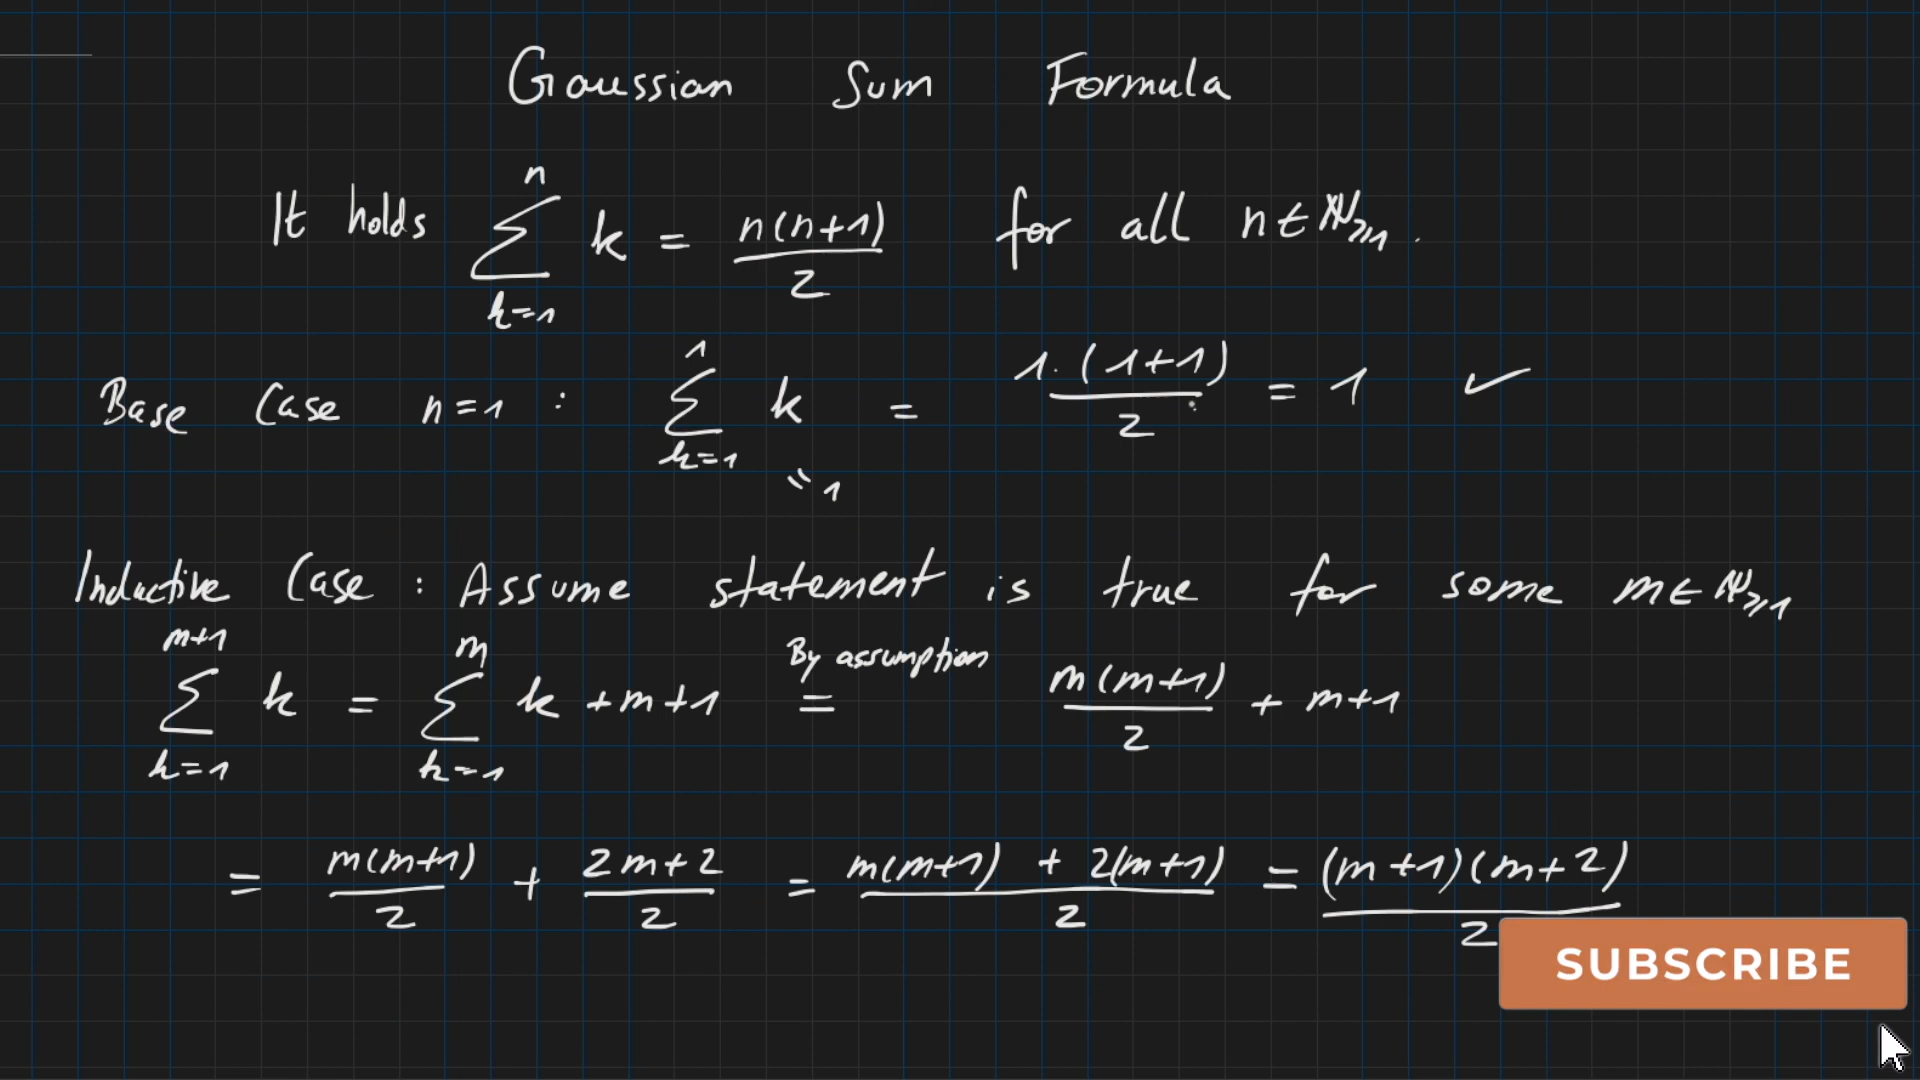 Gaussian Sum Formula
It holds ∑_{k=1}^{n} k = n(n+1)/2 for all n ∈ ℕ≥1.
Base Case n=1 : ∑_{k=1}^{1} k = 1·(1+1)/2 = 1 ✓
= 1
Inductive Case : Assume statement is true for some m ∈ ℕ≥1
∑_{k=1}^{m+1} k = ∑_{k=1}^{m} k + m + 1 By assumption = m(m+1)/2 + m+1
= m(m+1)/2 + 2m+2/2 = m(m+1) + 2(m+1)/2 = (m+1)(m+2)/2
SUBSCRIBE